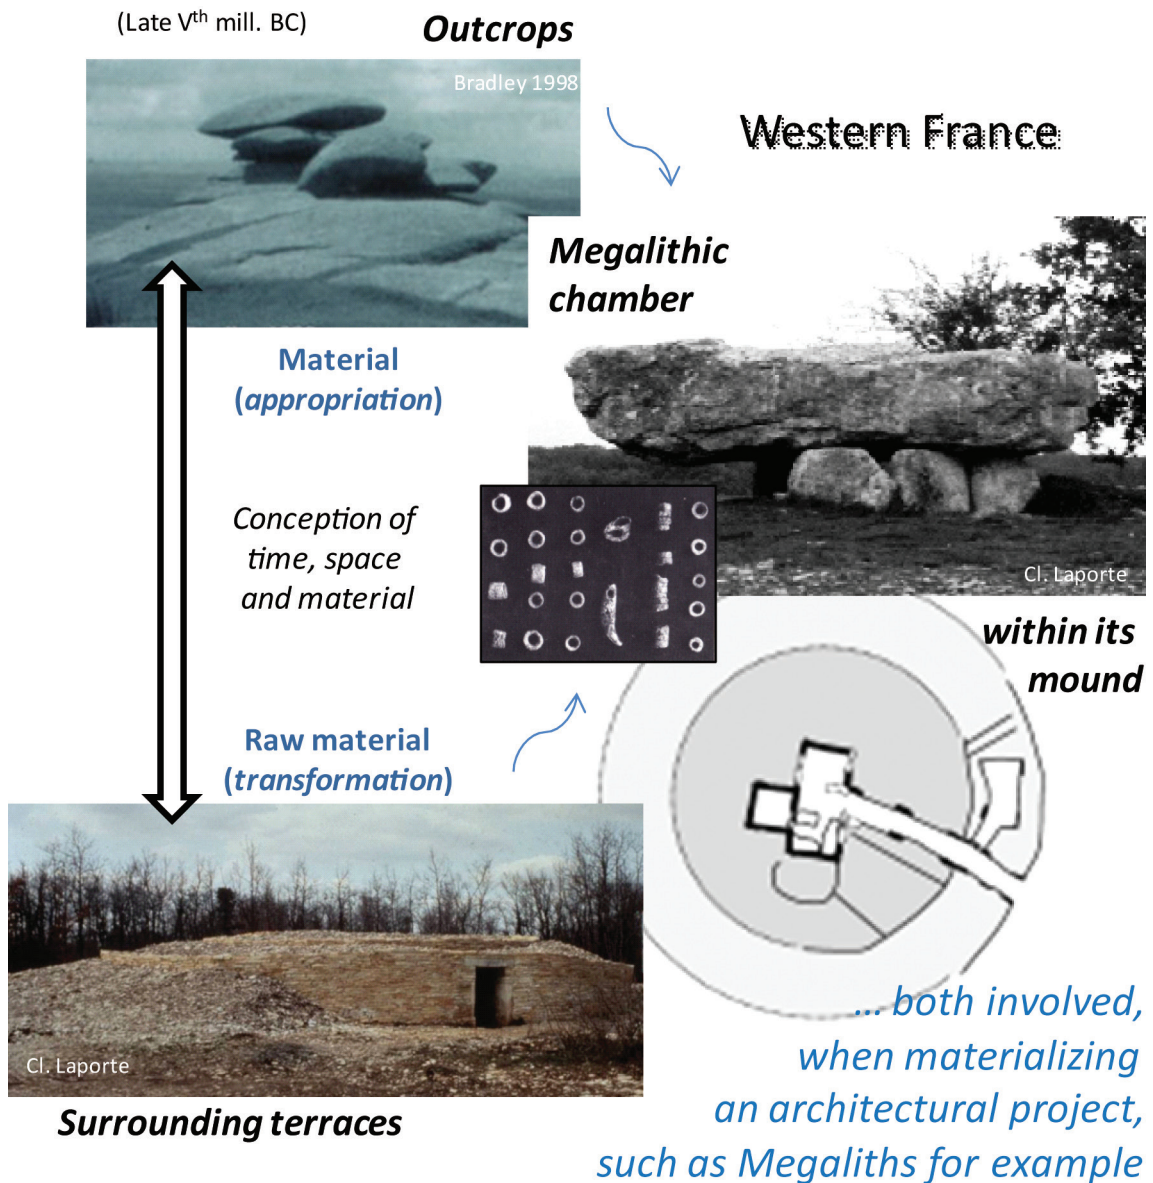 (Late Vth mill. BC)
Outcrops
Bradley 1998
Western France
Megalithic
chamber
Material
(appropriation)
Conception of
time, space
and material
Cl. Laporte
within its
mound
Raw material
(transformation)
Cl. Laporte
Surrounding terraces
... both involved,
when materializing
an architectural project,
such as Megaliths for example